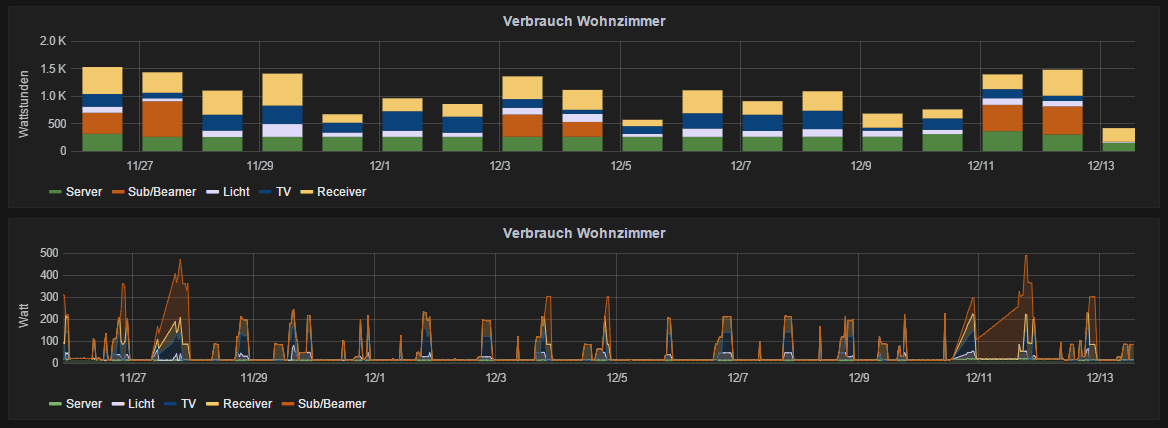 Verbrauch Wohnzimmer
Wattstunden
2.0 K
1.5 K
1.0 K
500
0
11/27 11/29 12/1 12/3 12/5 12/7 12/9 12/11 12/13
Server Sub/Beamer Licht TV Receiver
Verbrauch Wohnzimmer
Watt
500
400
300
200
100
0
11/27 11/29 12/1 12/3 12/5 12/7 12/9 12/11 12/13
Server Licht TV Receiver Sub/Beamer